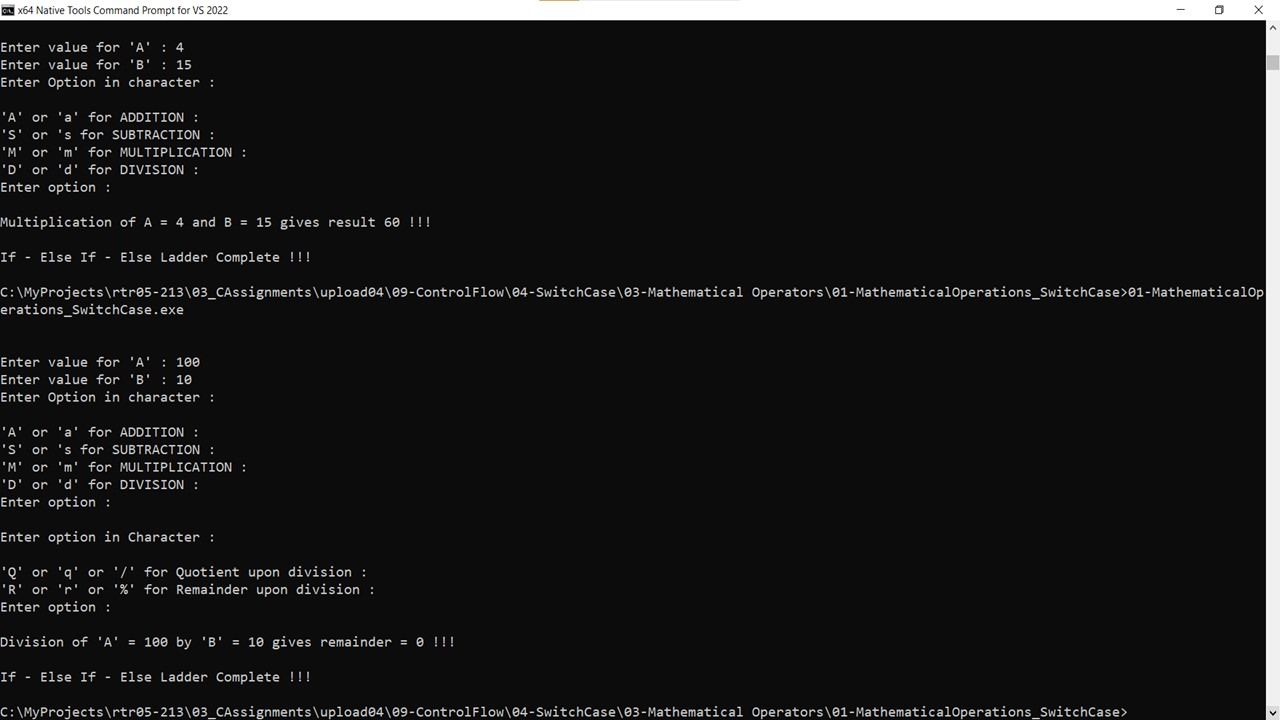 x64 Native Tools Command Prompt for VS 2022
Enter value for 'A' : 4
Enter value for 'B' : 15
Enter Option in character :
'A' or 'a' for ADDITION :
'S' or 's for SUBTRACTION :
'M' or 'm' for MULTIPLICATION :
'D' or 'd' for DIVISION :
Enter option :
Multiplication of A = 4 and B = 15 gives result 60 !!!
If - Else If - Else Ladder Complete !!!
C:\MyProjects\rtr05-213\03_CAssignments\upload04\09-ControlFlow\04-SwitchCase\03-Mathematical Operators\01-MathematicalOperations_SwitchCase>01-MathematicalOp
erations_SwitchCase.exe
Enter value for 'A' : 100
Enter value for 'B' : 10
Enter Option in character :
'A' or 'a' for ADDITION :
'S' or 's for SUBTRACTION :
'M' or 'm' for MULTIPLICATION :
'D' or 'd' for DIVISION :
Enter option :
Enter option in Character :
'Q' or 'q' or '/' for Quotient upon division :
'R' or 'r' or '%' for Remainder upon division :
Enter option :
Division of 'A' = 100 by 'B' = 10 gives remainder = 0 !!!
If - Else If - Else Ladder Complete !!!
C:\MyProjects\rtr05-213\03_CAssignments\upload04\09-ControlFlow\04-SwitchCase\03-Mathematical Operators\01-MathematicalOperations_SwitchCase>